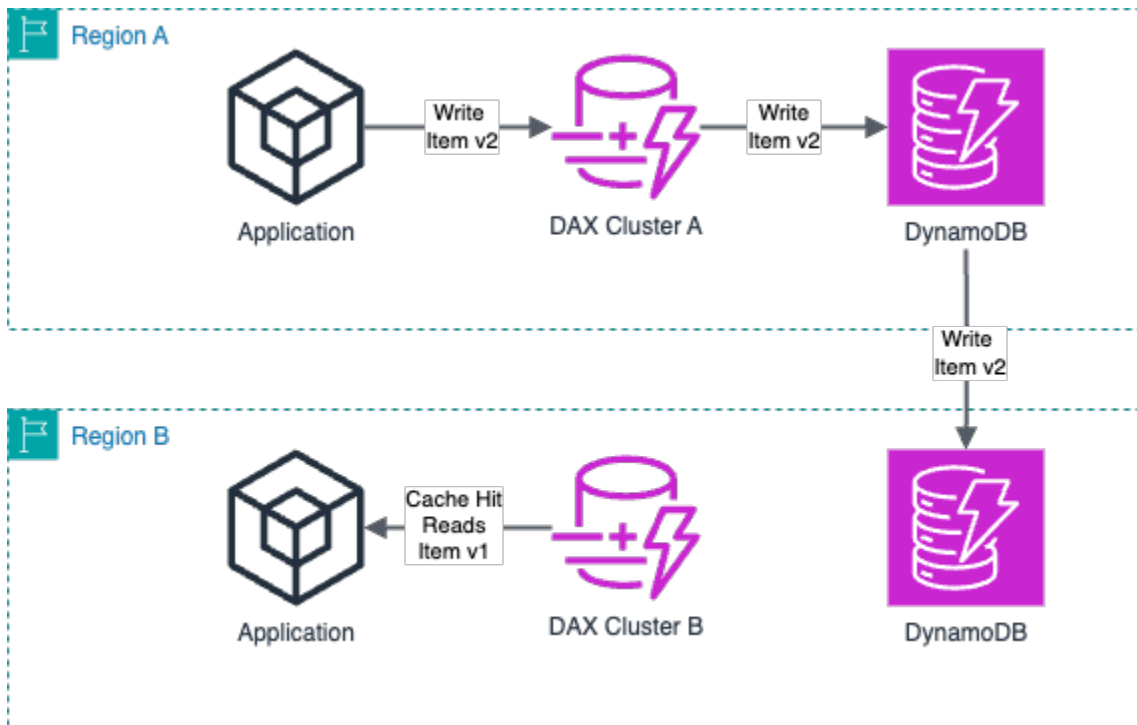 Region A
Write
Item v2
Write
Item v2
Application
DAX Cluster A
DynamoDB
Write
Item v2
Region B
Cache Hit
Reads
Item v1
Application
DAX Cluster B
DynamoDB